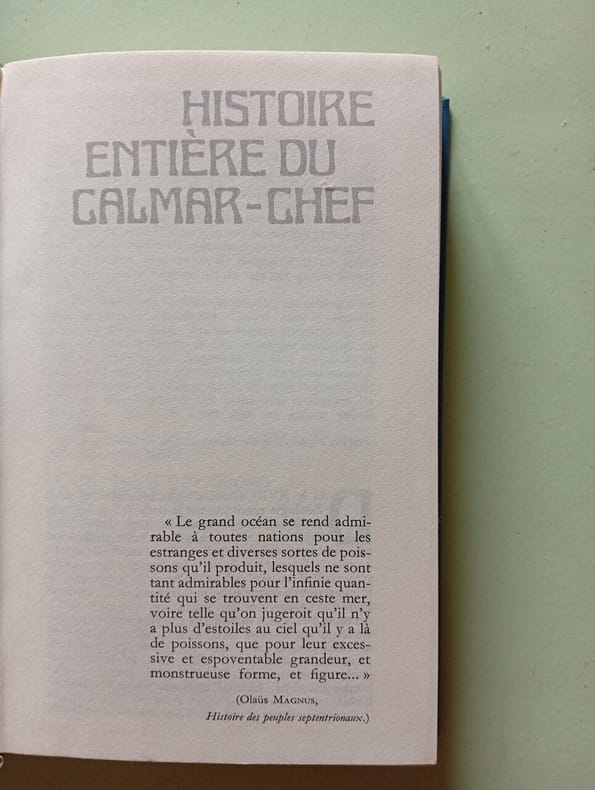 HISTOIRE
ENTIÈRE DU
CALMAR-CHEF
« Le grand océan se rend admi-
rable à toutes nations pour les
estranges et diverses sortes de pois-
sons qu'il produit, lesquels ne sont
tant admirables pour l'infinie quan-
tité qui se trouvent en ceste mer,
voire telle qu'on jugeroit qu'il n'y
a plus d'estoiles au ciel qu'il y a là
de poissons, que pour leur exces-
sive et espoventable grandeur, et
monstrueuse forme, et figure... »
(Olaüs MAGNUS,
Histoire des peuples septentrionaux.)